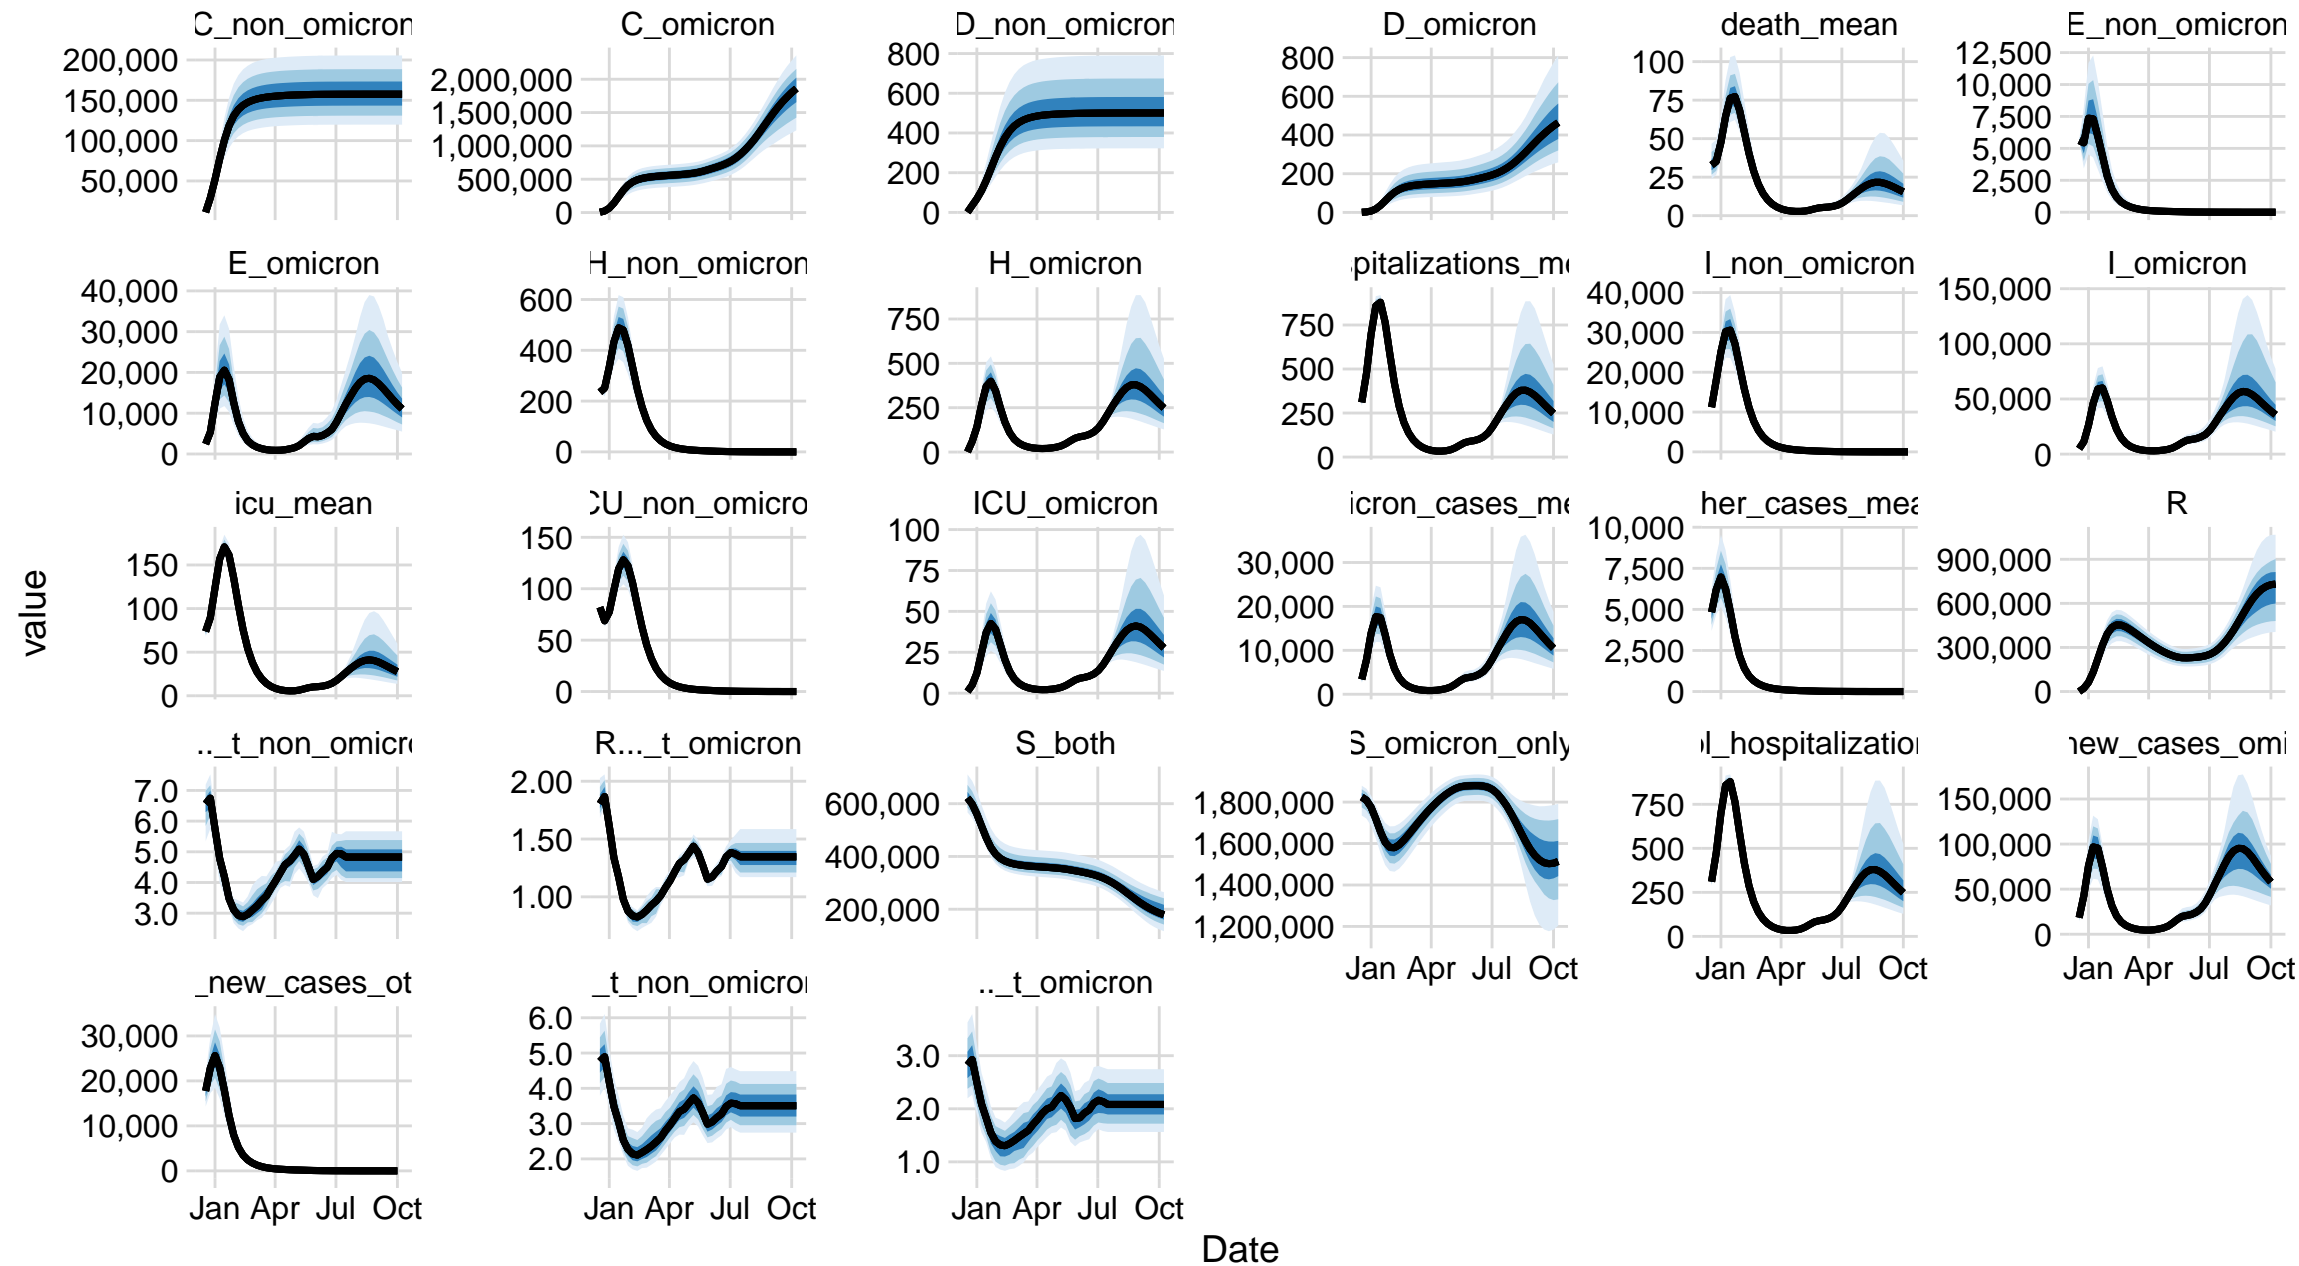 C_non_omicron C_omicron D_non_omicron D_omicron death_mean E_non_omicron
200,000 150,000 100,000 50,000
2,000,000 1,500,000 1,000,000 500,000 0
800 600 400 200 0
800 600 400 200 0
100 75 50 25 0
12,500 10,000 7,500 5,000 2,500 0
E_omicron H_non_omicron H_omicron pitalizations_m I_non_omicron I_omicron
40,000 30,000 20,000 10,000 0
600 400 200 0
750 500 250 0
750 500 250 0
40,000 30,000 20,000 10,000 0
150,000 100,000 50,000 0
icu_mean CU_non_omicro ICU_omicron icron_cases_me her_cases_mea R
150 100 50 0
150 100 50 0
100 75 50 25 0
30,000 20,000 10,000 0
10,000 7,500 5,000 2,500 0
900,000 600,000 300,000 0
value
.._t_non_omicr R..._t_omicron S_both S_omicron_only l_hospitalization new_cases_omi
7.0 6.0 5.0 4.0 3.0
2.00 1.50 1.00
600,000 400,000 200,000
1,800,000 1,600,000 1,400,000 1,200,000
750 500 250 0
150,000 100,000 50,000 0
Jan Apr Jul Oct Jan Apr Jul Oct Jan Apr Jul Oct
_new_cases_ot _t_non_omicron .._t_omicron
30,000 20,000 10,000 0
6.0 5.0 4.0 3.0 2.0
3.0 2.0 1.0
Jan Apr Jul Oct Jan Apr Jul Oct Jan Apr Jul Oct
Date